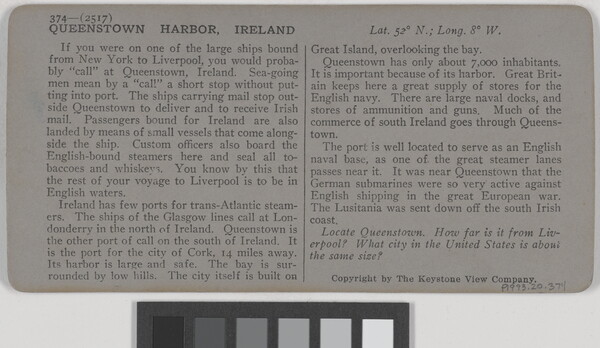 374—(2517)
QUEENSTOWN HARBOR, IRELAND
Lat. 52° N.; Long. 8° W.
If you were on one of the large ships bound
from New York to Liverpool, you would proba-
bly "call" at Queenstown, Ireland. Sea-going
men mean by a "call" a short stop without put-
ting into port. The ships carrying mail stop out-
side Queenstown to deliver and to receive Irish
mail. Passengers bound for Ireland are also
landed by means of small vessels that come along-
side the ship. Custom officers also board the
English-bound steamers here and seal all to-
baccoes and whiskeys. You know by this that
the rest of your voyage to Liverpool is to be in
English waters.
Ireland has few ports for trans-Atlantic steam-
ers. The ships of the Glasgow lines call at Lon-
donderry in the north of Ireland. Queenstown is
the other port of call on the south of Ireland. It
is the port for the city of Cork, 14 miles away.
Its harbor is large and safe. The bay is sur-
rounded by low hills. The city itself is built on
Great Island, overlooking the bay.
Queenstown has only about 7,000 inhabitants.
It is important because of its harbor. Great Brit-
ain keeps here a great supply of stores for the
English navy. There are large naval docks, and
stores of ammunition and guns. Much of the
commerce of south Ireland goes through Queens-
town.
The port is well located to serve as an English
naval base, as one of the great steamer lanes
passes near it. It was near Queenstown that the
German submarines were so very active against
English shipping in the great European war.
The Lusitania was sent down off the south Irish
coast.
Locate Queenstown. How far is it from Liv-
erpool? What city in the United States is about
the same size?
Copyright by The Keystone View Company.
A1993.20.374